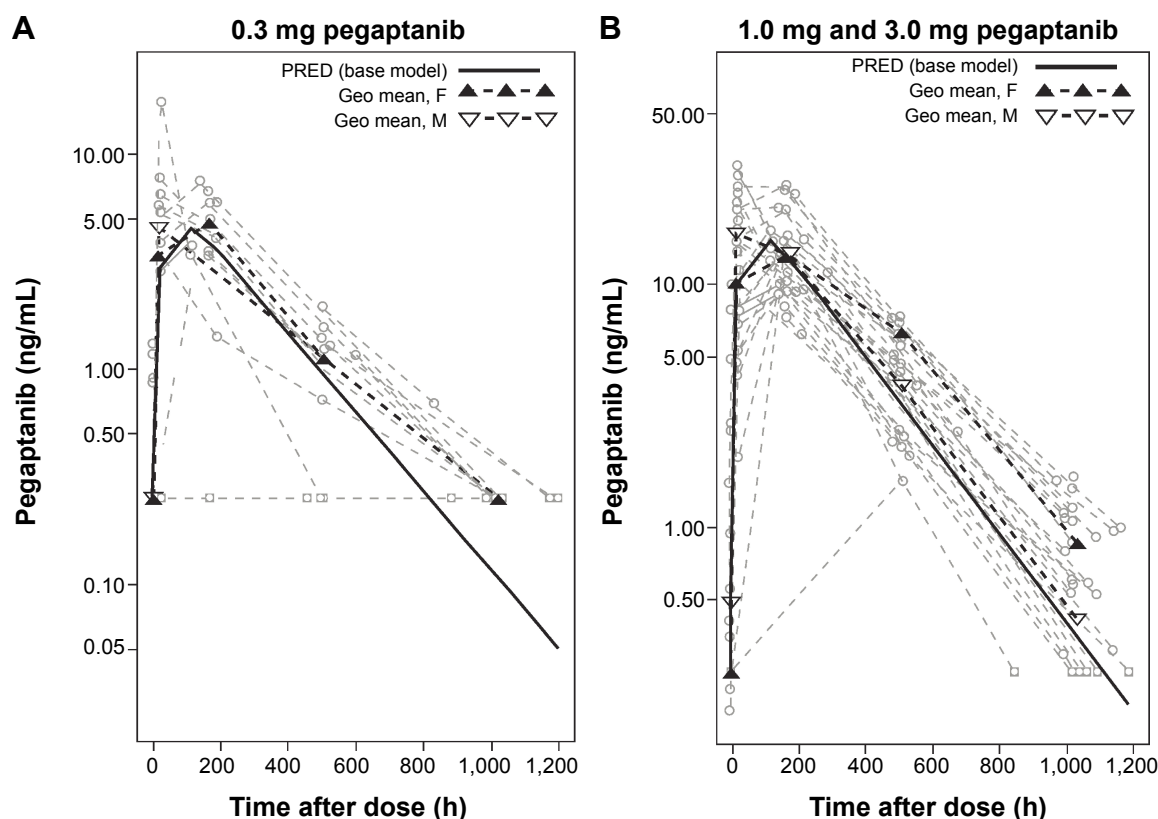 A
0.3 mg pegaptanib
PRED (base model)
Geo mean, F
Geo mean, M
10.00
5.00
1.00
0.50
0.10
0.05
Pegaptanib (ng/mL)
0 200 400 600 800 1,000 1,200
Time after dose (h)
B
1.0 mg and 3.0 mg pegaptanib
PRED (base model)
Geo mean, F
Geo mean, M
50.00
10.00
5.00
1.00
0.50
Pegaptanib (ng/mL)
0 200 400 600 800 1,000 1,200
Time after dose (h)